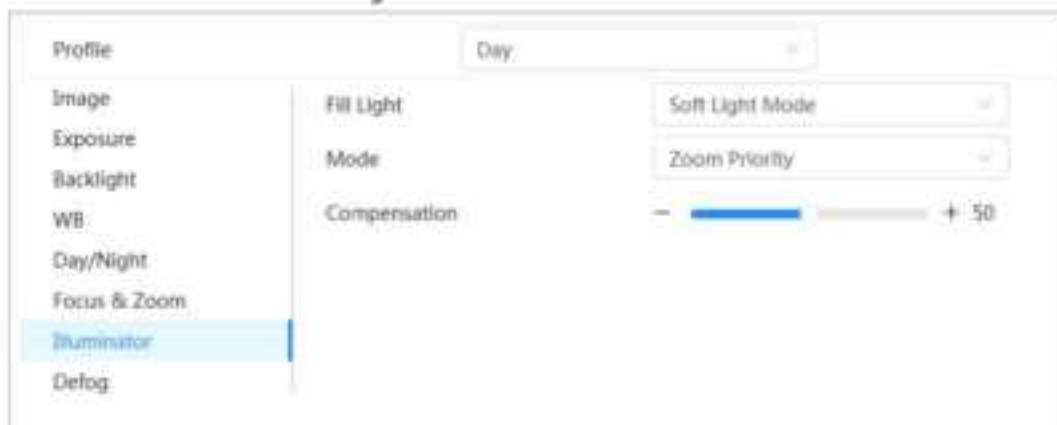 Profile Day
Image
Fill Light Soft Light Mode
Exposure
Mode Zoom Priority
Backlight
WB
Compensation − + 50
Day/Night
Focus & Zoom
Illuminator
Defog